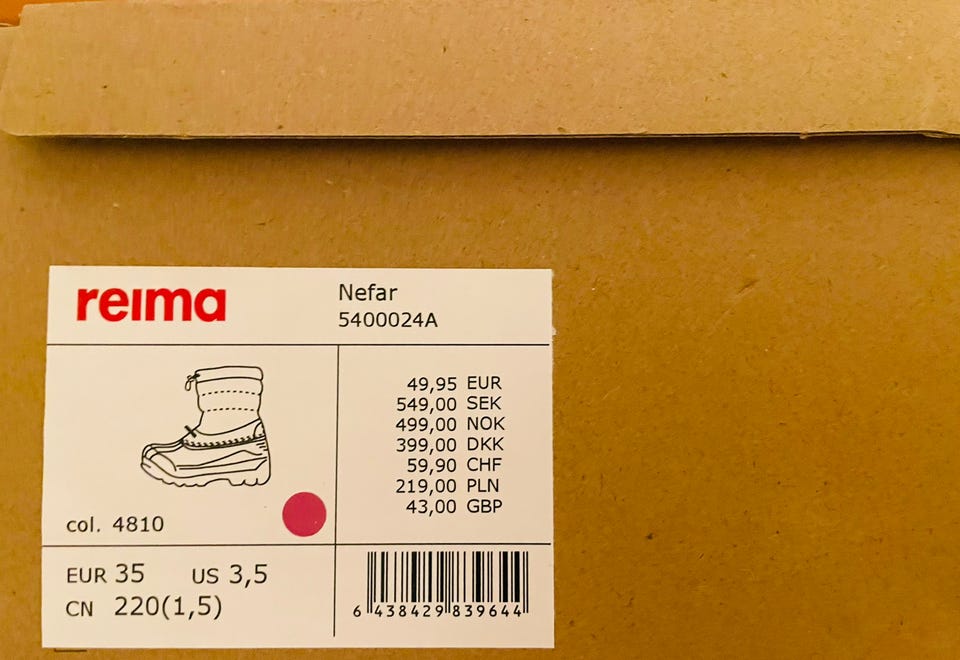 reima
Nefar
5400024A
49,95 EUR
549,00 SEK
499,00 NOK
399,00 DKK
59,90 CHF
219,00 PLN
43,00 GBP
col. 4810
EUR 35 US 3,5
CN 220(1,5)
6 438429 839644